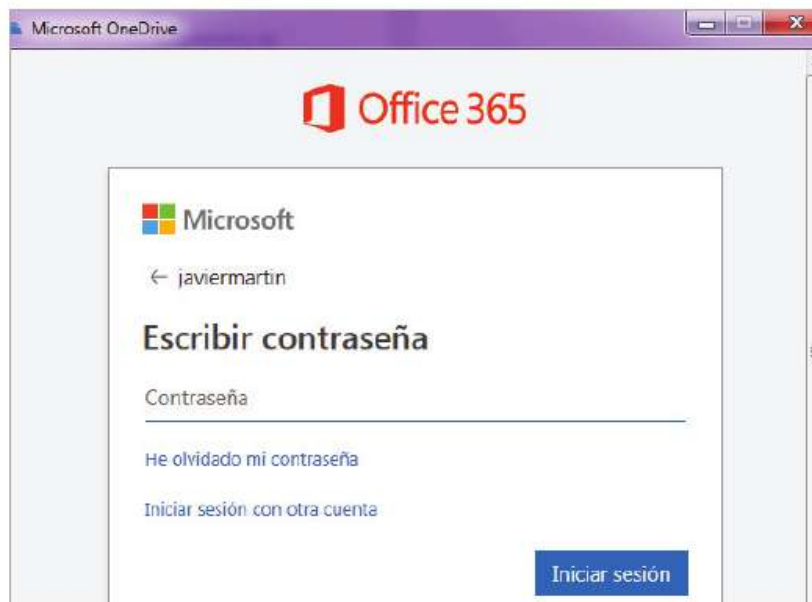 Microsoft OneDrive
Office 365
Microsoft
← javiermartin
Escribir contraseña
Contraseña
He olvidado mi contraseña
Iniciar sesión con otra cuenta
Iniciar sesión